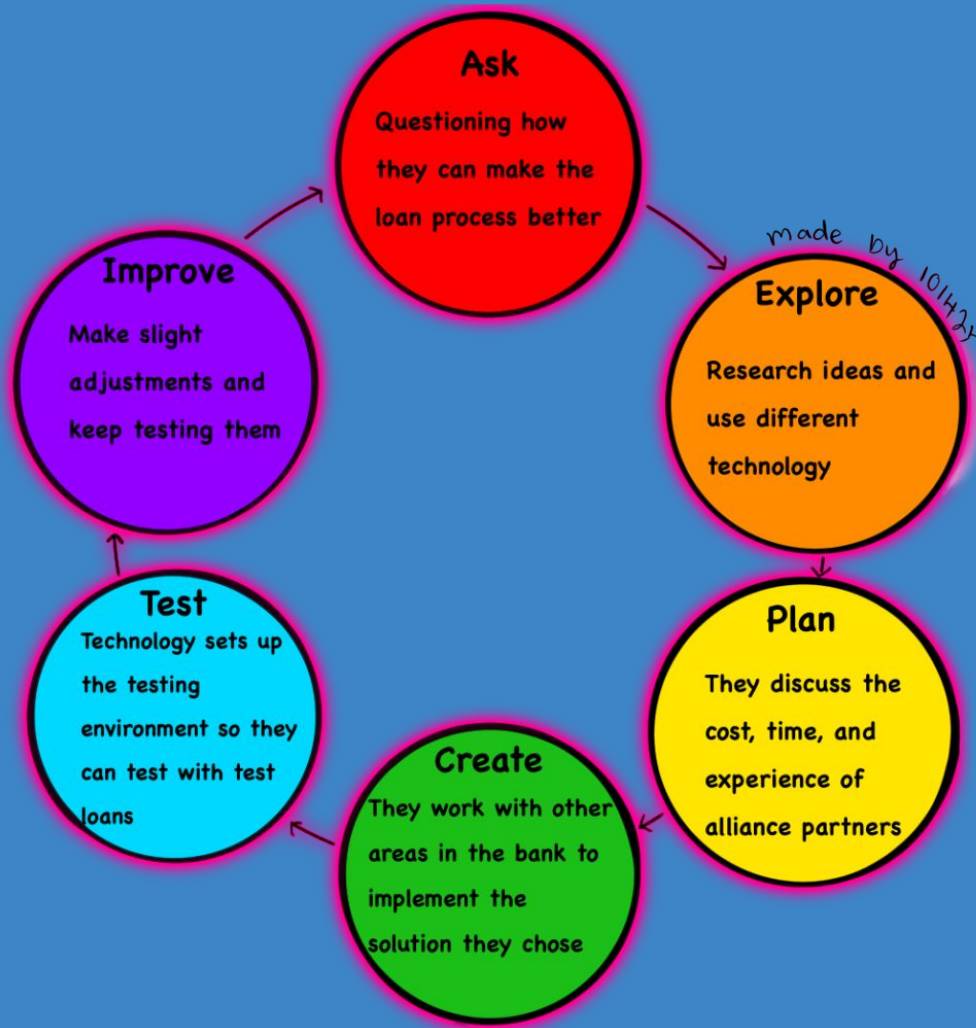 Ask
Questioning how
they can make the
loan process better
made by
Explore
Research ideas and
use different
technology
Plan
They discuss the
cost, time, and
experience of
alliance partners
Create
They work with other
areas in the bank to
implement the
solution they chose
Test
Technology sets up
the testing
environment so they
can test with test
loans
Improve
Make slight
adjustments and
keep testing them